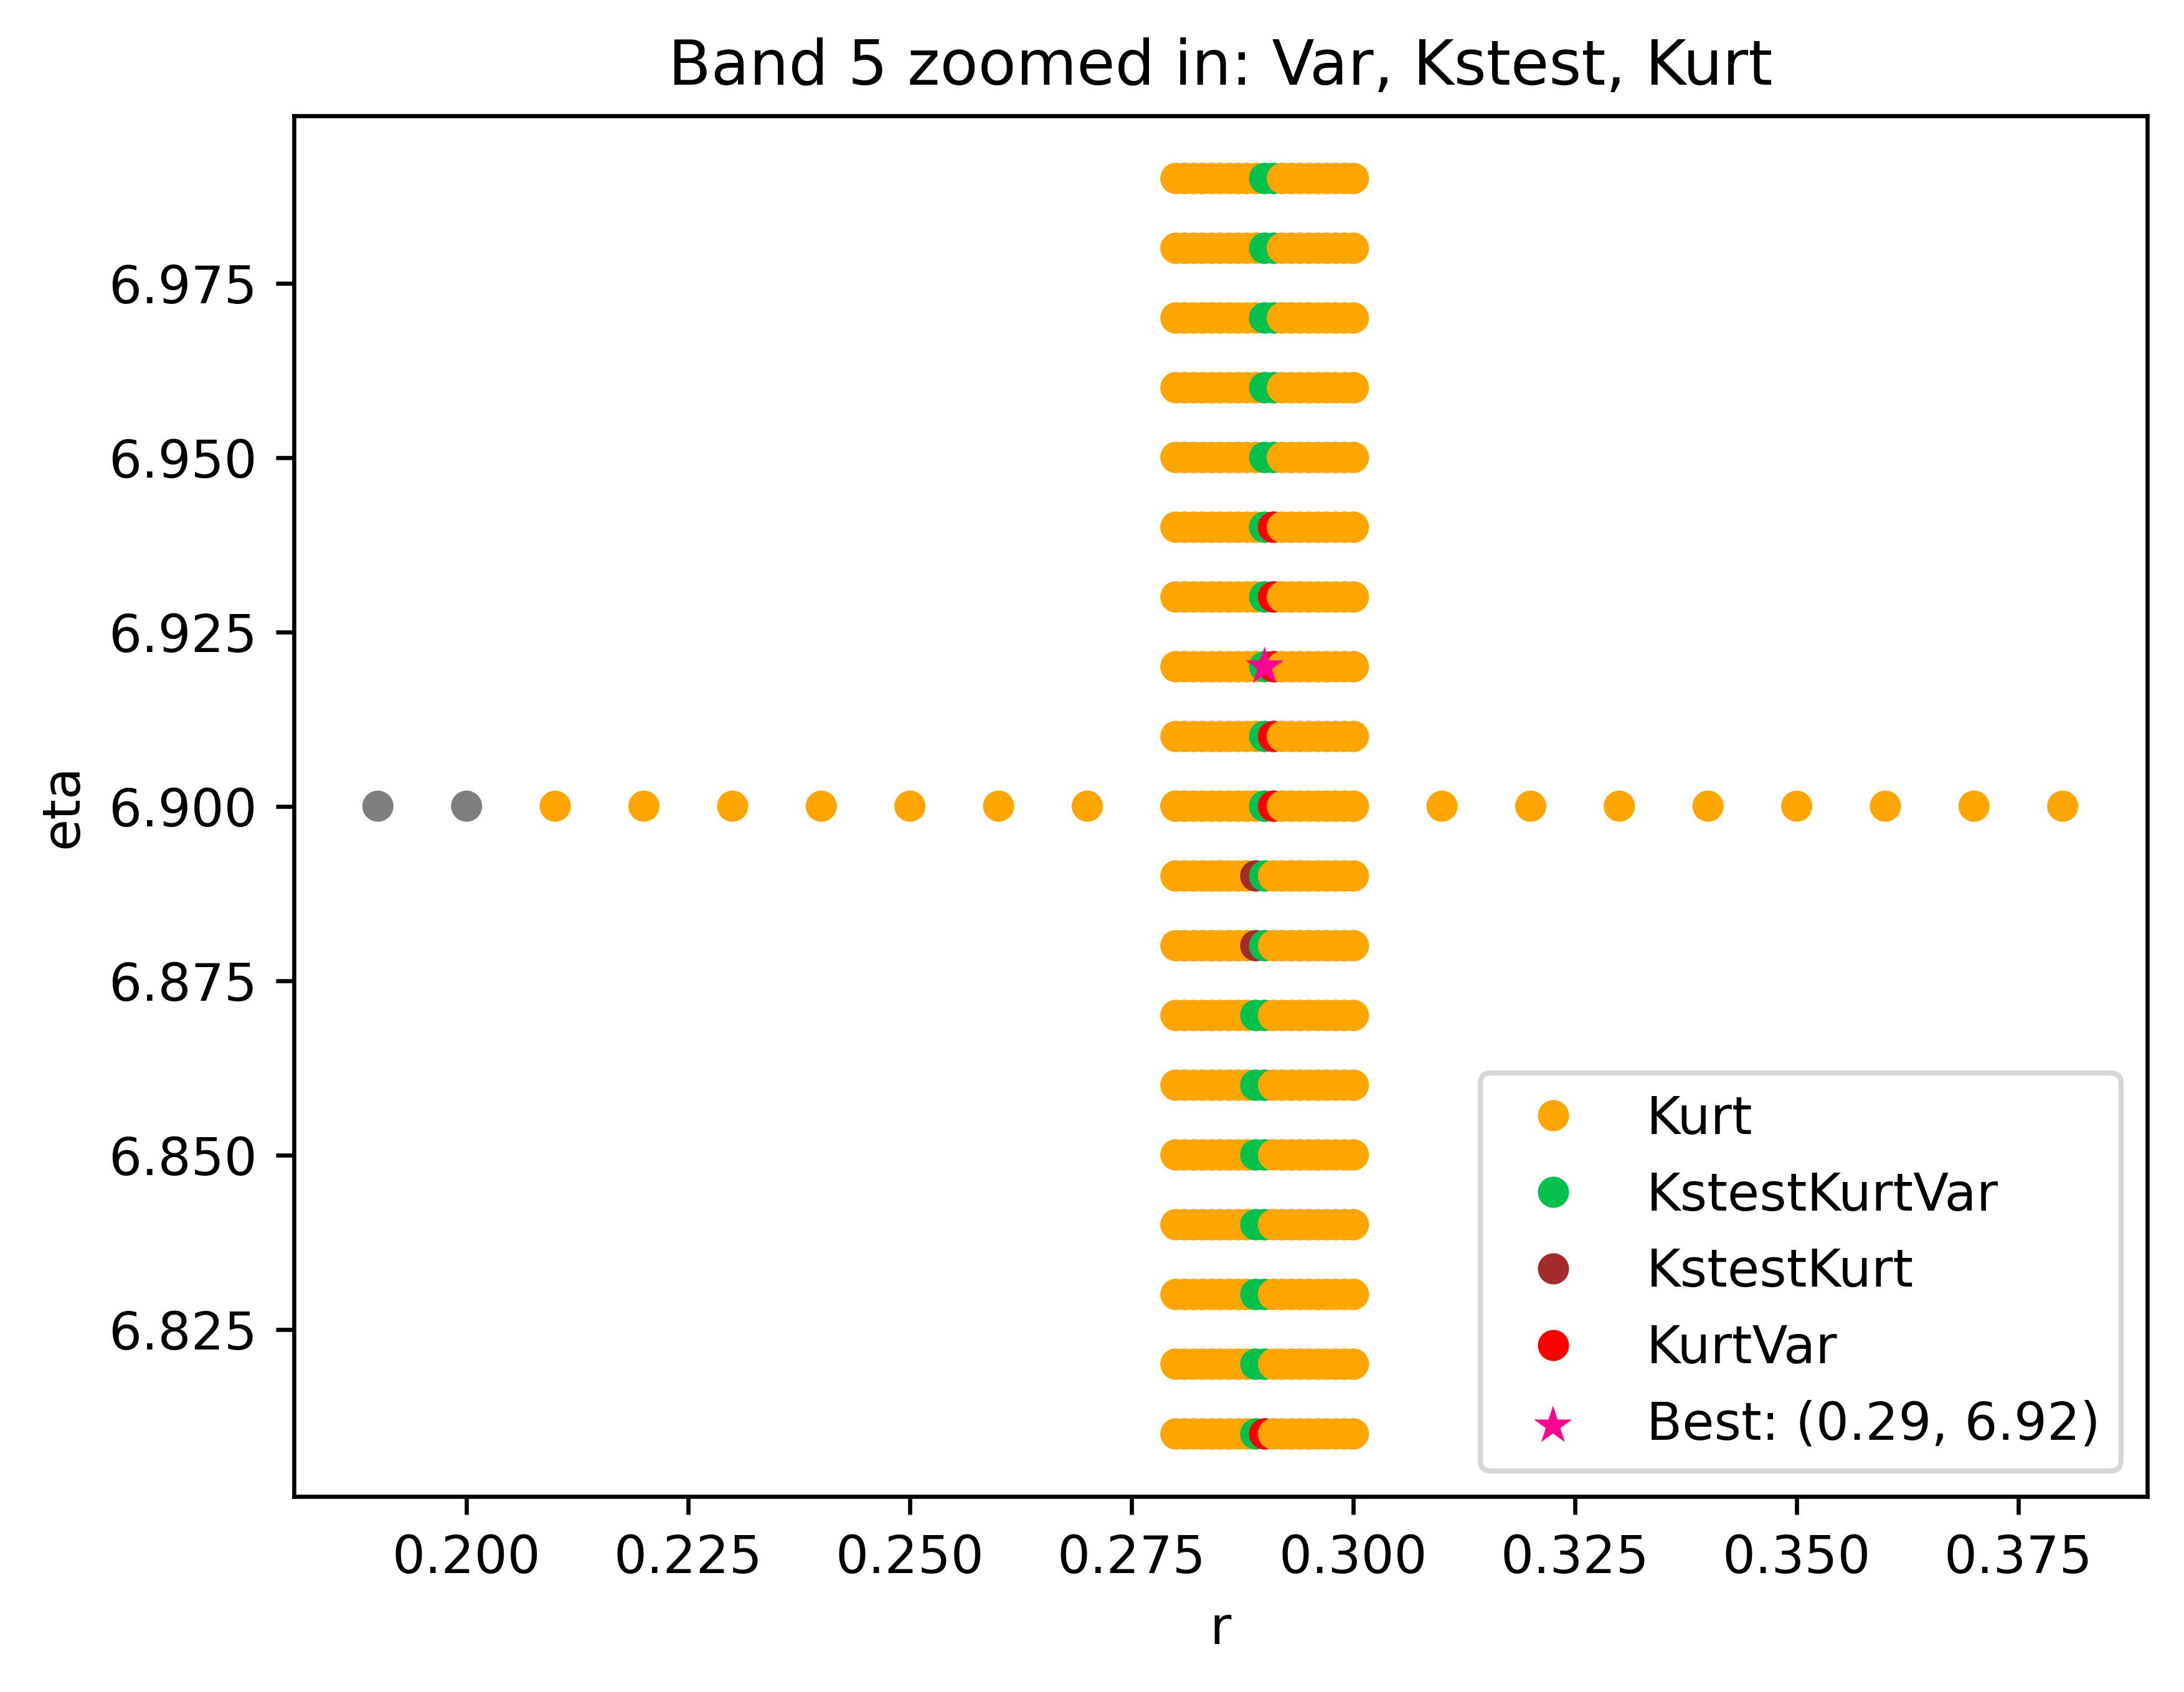 Band 5 zoomed in: Var, Kstest, Kurt
6.975
6.950
6.925
6.900
6.875
6.850
6.825
eta
Kurt
KstestKurtVar
KstestKurt
KurtVar
Best: (0.29, 6.92)
0.200 0.225 0.250 0.275 0.300 0.325 0.350 0.375
r